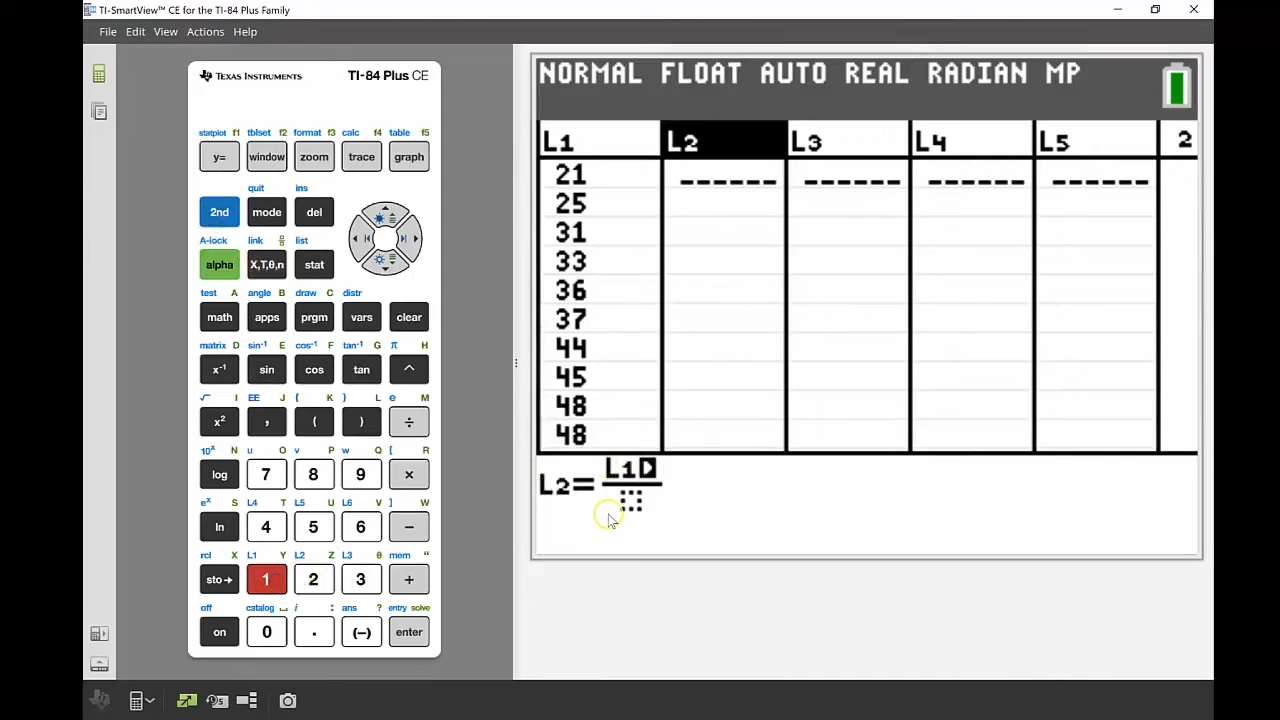 TI-SmartView™ CE for the TI-84 Plus Family
File Edit View Actions Help
TEXAS INSTRUMENTS TI-84 Plus CE
statplot f1 tblset f2 format f3 calc f4 table f5
y= window zoom trace graph
quit ins
2nd mode del
A-lock link list
alpha X,T,θ,n stat
test A angle B draw C distr
math apps prgm vars clear
matrix D sin-1 E cos-1 F tan-1 G π H
x-1 sin cos tan ^
√ I EE J { K } L e M
x2 , ( ) ÷
10x N u O v P w Q [ R
log 7 8 9 ×
ex S L4 T L5 U L6 V ] W
ln 4 5 6 −
rcl X L1 Y L2 Z L3 θ mem "
sto→ 1 2 3 +
off catalog ⎵ i : ans ? entry solve
on 0 . (−) enter
NORMAL FLOAT AUTO REAL RADIAN MP
L1 L2 L3 L4 L5 2
21 ------ ------ ------ ------
25
31
33
36
37
44
45
48
48
L2= L1